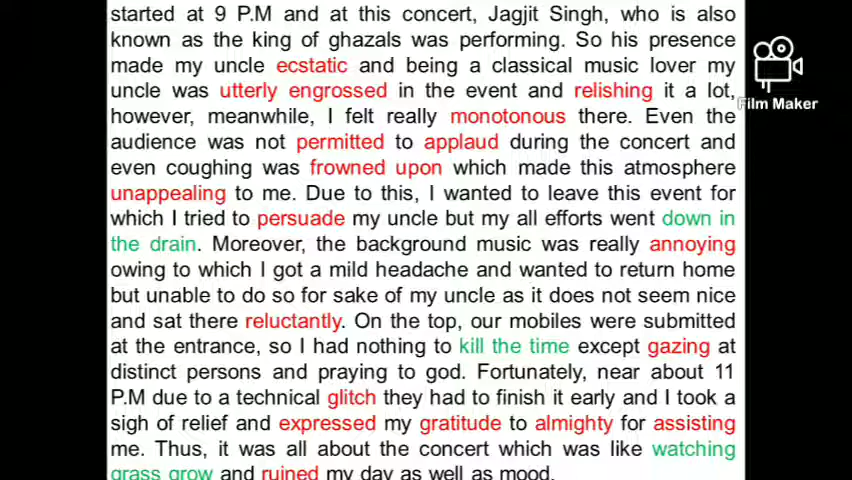 started at 9 P.M and at this concert, Jagjit Singh, who is also
known as the king of ghazals was performing. So his presence
made my uncle ecstatic and being a classical music lover my
uncle was utterly engrossed in the event and relishing it a lot,
however, meanwhile, I felt really monotonous there. Even the
audience was not permitted to applaud during the concert and
even coughing was frowned upon which made this atmosphere
unappealing to me. Due to this, I wanted to leave this event for
which I tried to persuade my uncle but my all efforts went down in
the drain. Moreover, the background music was really annoying
owing to which I got a mild headache and wanted to return home
but unable to do so for sake of my uncle as it does not seem nice
and sat there reluctantly. On the top, our mobiles were submitted
at the entrance, so I had nothing to kill the time except gazing at
distinct persons and praying to god. Fortunately, near about 11
P.M due to a technical glitch they had to finish it early and I took a
sigh of relief and expressed my gratitude to almighty for assisting
me. Thus, it was all about the concert which was like watching
grass grow and ruined my day as well as mood.
Film Maker